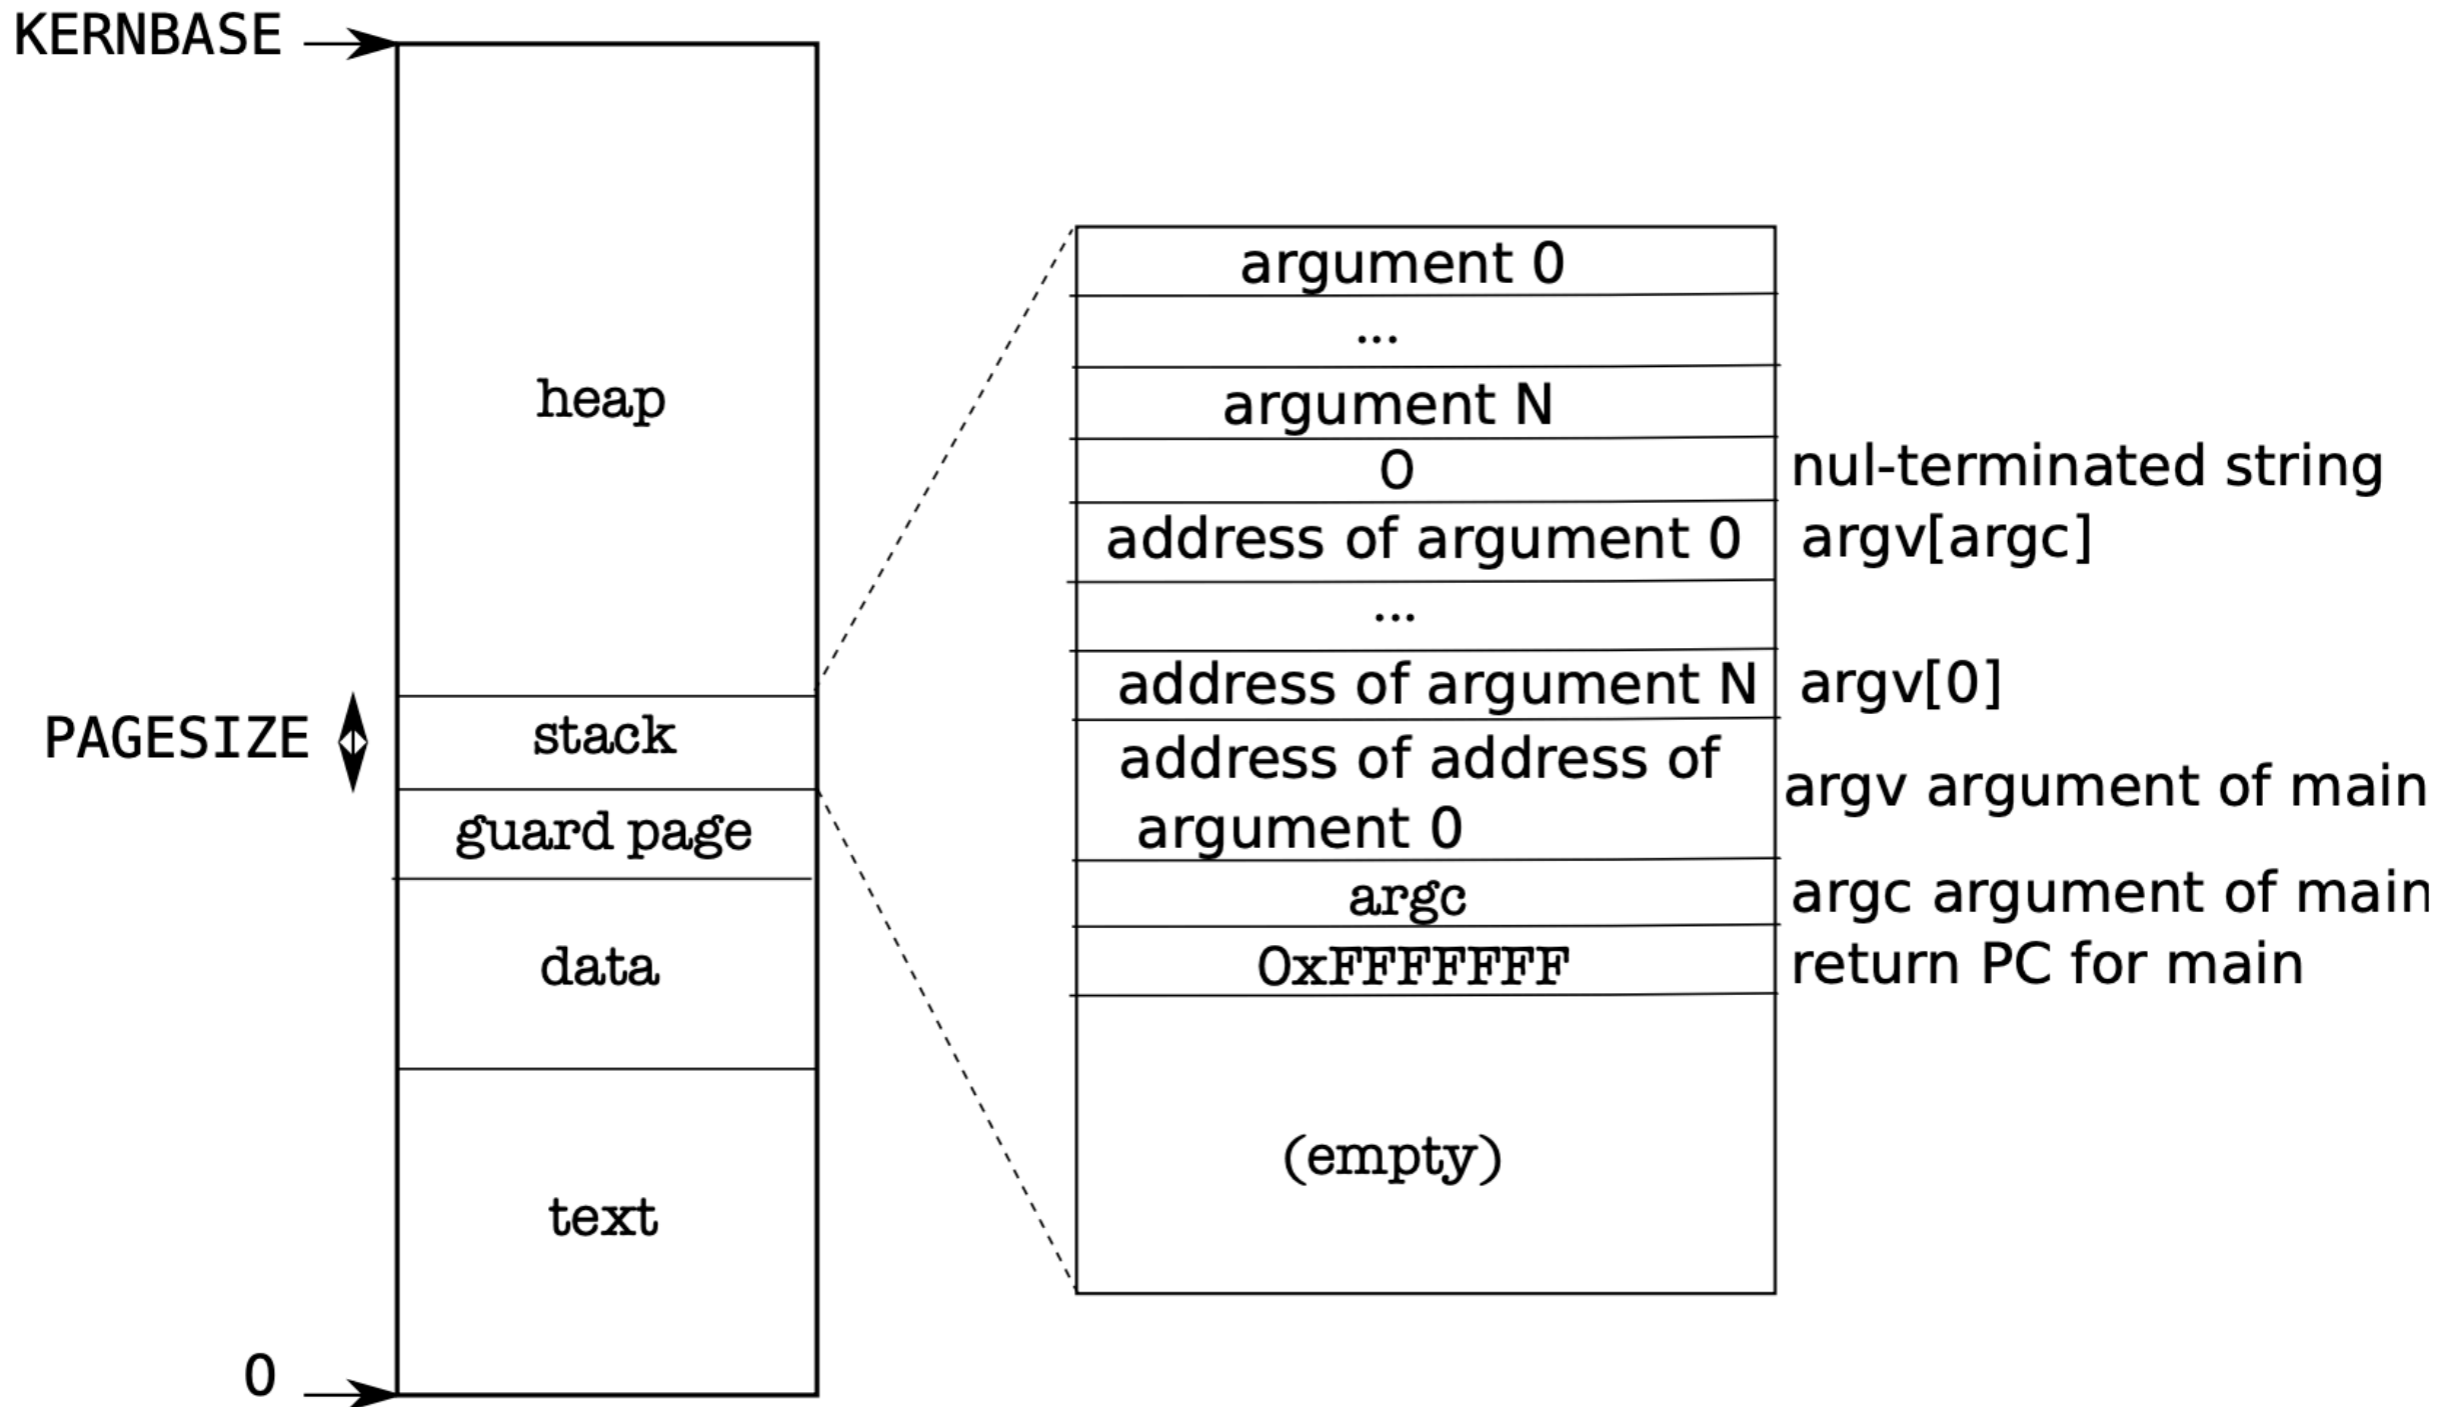 KERNBASE
heap
PAGESIZE
stack
guard page
data
text
0
argument 0
...
argument N
0 nul-terminated string
address of argument 0 argv[argc]
...
address of argument N argv[0]
address of address of
argument 0
argv argument of main
argc argc argument of main
0xFFFFFFF return PC for main
(empty)